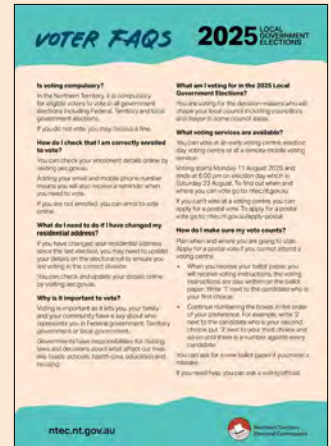 VOTER FAQS
2025 LOCAL
GOVERNMENT
ELECTIONS
Is voting compulsory?
In the Northern Territory, it is compulsory
for eligible voters to vote in all government
elections including Federal, Territory and local
government elections.
If you do not vote, you may receive a fine.
How do I check that I am correctly enrolled
to vote?
You can check your enrolment details online by
visiting aec.gov.au.
Adding your email and mobile phone number
means you will also receive a reminder when
you need to vote.
If you are not enrolled, you can enrol to vote
online.
What do I need to do if I have changed my
residential address?
If you have changed your residential address
since the last election, you may need to update
your details on the electoral roll to ensure you
are voting in the correct division.
You can check and update your details online
by visiting aec.gov.au.
Why is it important to vote?
Voting is important as it lets you, your family
and your community have a say about who
represents you in Federal government, Territory
government or local government.
Governments have responsibilities for making
laws and decisions about what affect our lives
like roads, schools, health care, education and
housing.
What am I voting for in the 2025 Local
Government Elections?
You are voting for the decision-makers who will
shape your local council including councillors
and mayor in some council areas.
What voting services are available?
You can vote at an early voting centre, election
day voting centre or at a remote mobile voting
service.
Voting starts Monday 11 August 2025 and
ends at 6.00 pm on election day which is
Saturday 23 August. To find out when and
where you can vote go to ntec.nt.gov.au
If you can't vote at a voting centre, you can
apply for a postal vote. To apply for a postal
vote go to: ntec.nt.gov.au/apply-postal
How do I make sure my vote counts?
Plan when and where you are going to vote.
Apply for a postal vote if you cannot attend a
voting centre.
• When you receive your ballot paper, you
will receive voting instructions, the voting
instructions are also written on the ballot
paper. Write '1' next to the candidate who is
your first choice.
• Continue numbering the boxes in the order
of your preference. For example, write '2'
next to the candidate who is your second
choice, put '3' next to your third choice and
so on until there is a number against every
candidate.
You can ask for a new ballot paper if you make a
mistake.
If you need help, you can ask a voting official.
ntec.nt.gov.au
Northern Territory
Electoral Commission